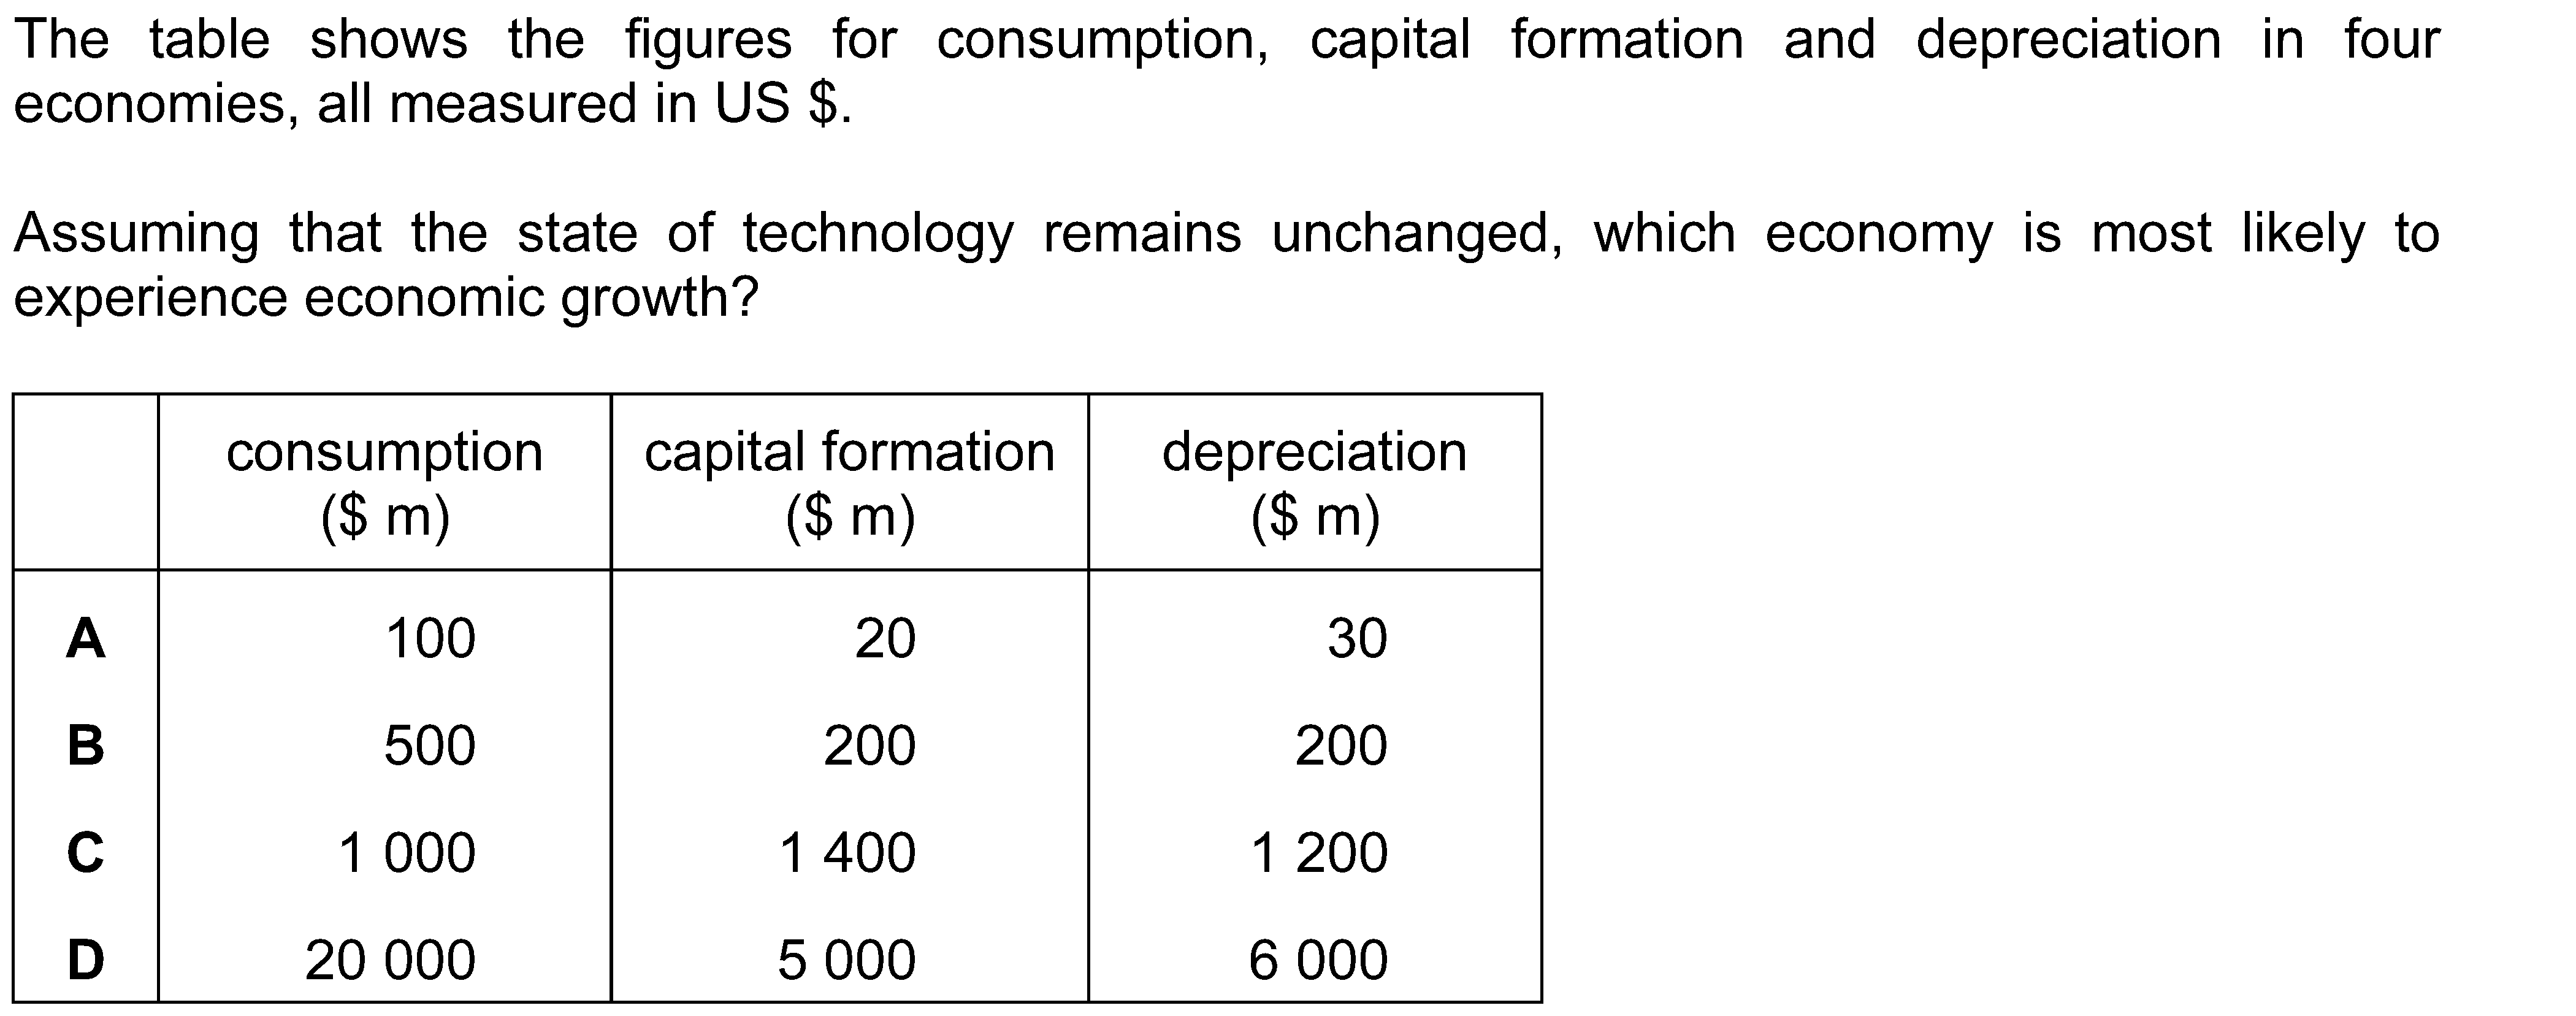 The table shows the figures for consumption, capital formation and depreciation in four
economies, all measured in US $.
Assuming that the state of technology remains unchanged, which economy is most likely to
experience economic growth?
consumption capital formation depreciation
($ m) ($ m) ($ m)
A 100 20 30
B 500 200 200
C 1 000 1 400 1 200
D 20 000 5 000 6 000